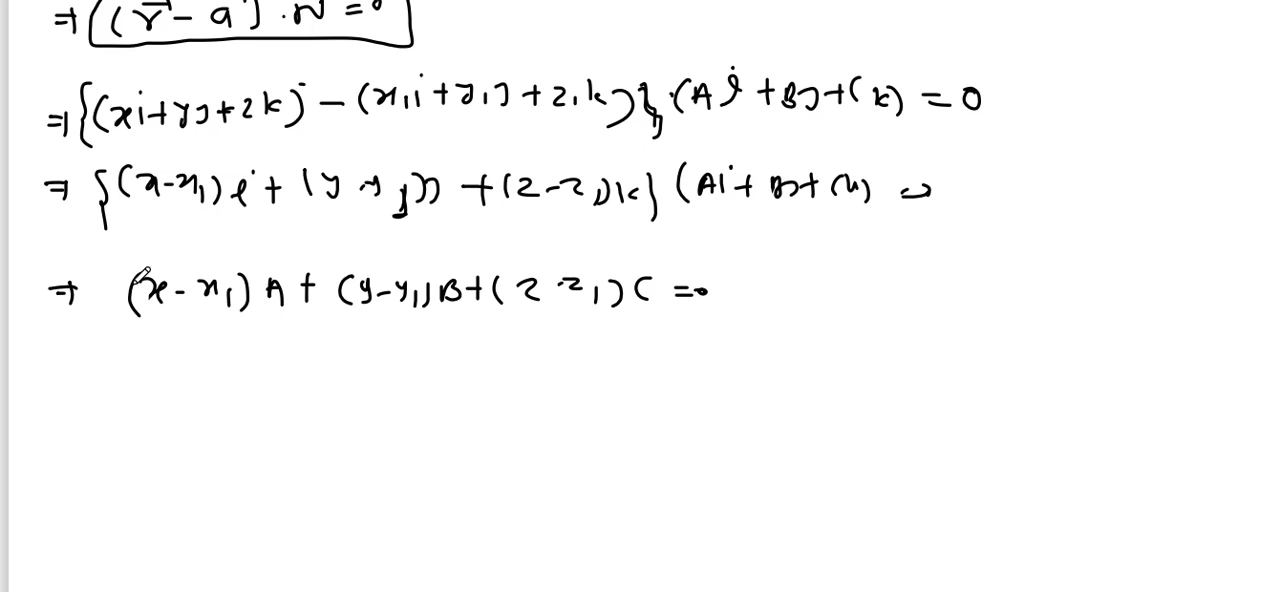 ⇒ (r⃗ - a⃗) . N = 0
⇒ {(xi+yj+zk) - (x₁i+y₁j+z₁k)}.(Ai+Bj+Ck) = 0
⇒ {(x-x₁)i + (y-y₁)j + (z-z₁)k} (Ai+Bj+Ck) = 0
⇒ (x-x₁)A + (y-y₁)B + (z-z₁)C = 0